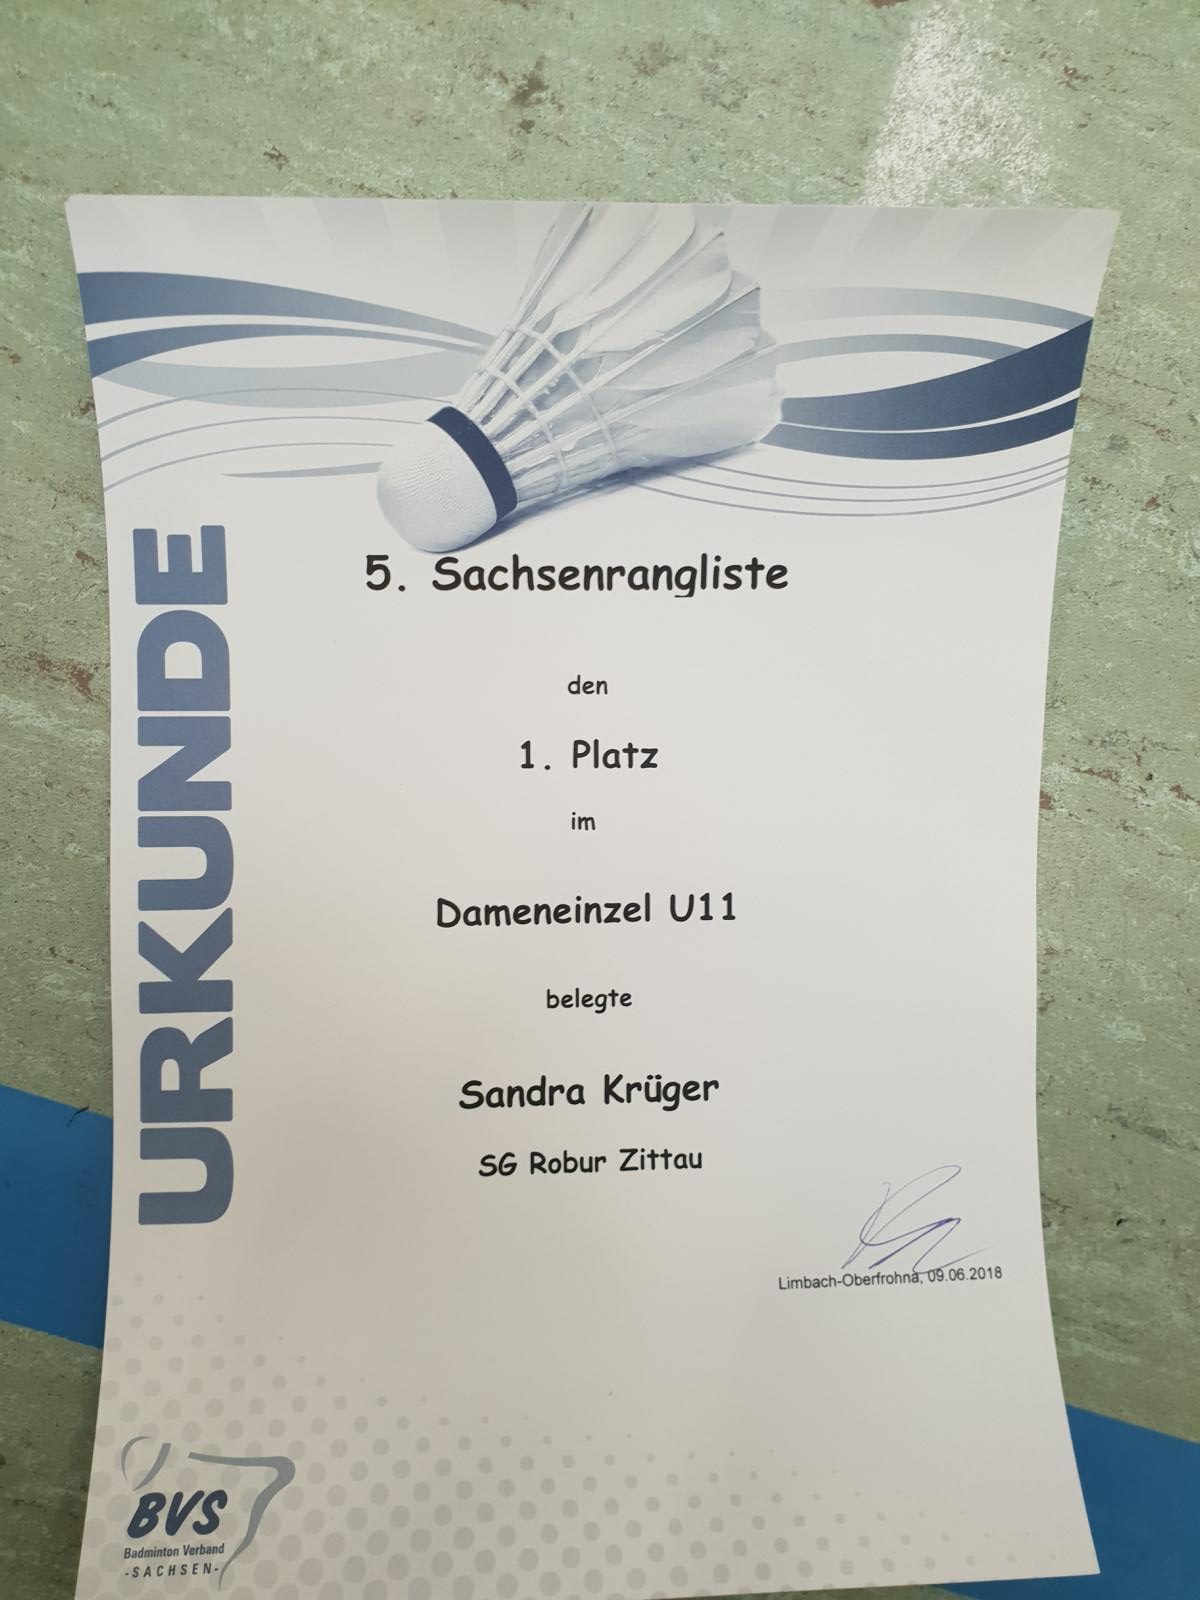 URKUNDE
5. Sachsenrangliste
den
1. Platz
im
Dameneinzel U11
belegte
Sandra Krüger
SG Robur Zittau
Limbach-Oberfrohna, 09.06.2018
BVS
Badminton Verband
-SACHSEN-